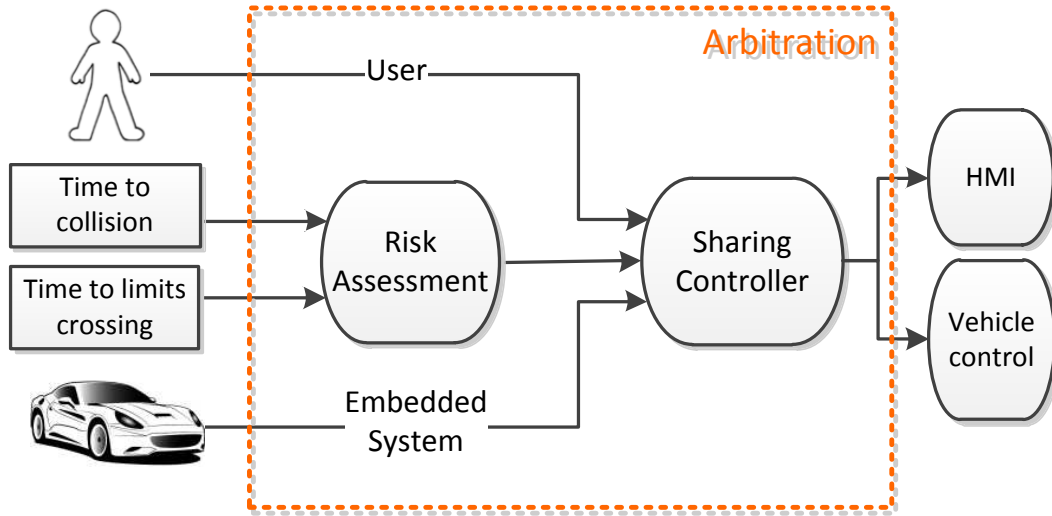 Arbitration
User
Time to
collision
Risk
Assessment
Sharing
Controller
HMI
Time to limits
crossing
Vehicle
control
Embedded
System